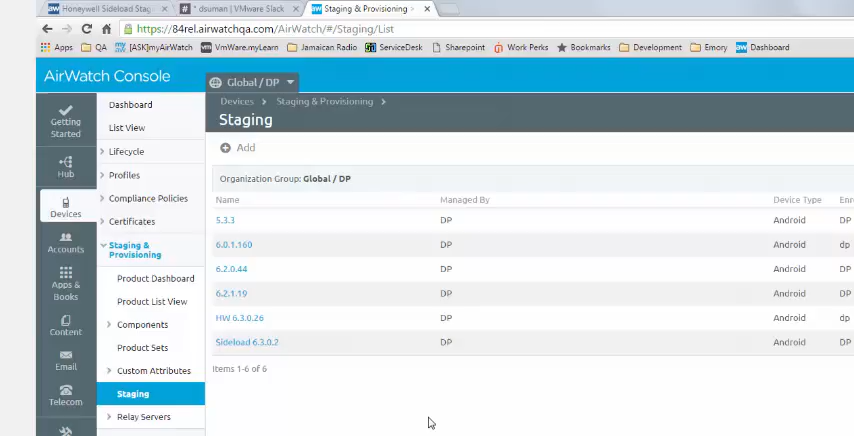 Honeywell Sideload Stag
* dsuman | VMware Slack
Staging & Provisioning
https://84rel.airwatchqa.com/AirWatch/#/Staging/List
Apps
QA
[ASK]myAirWatch
VmWare.myLearn
Jamaican Radio
ServiceDesk
Sharepoint
Work Perks
Bookmarks
Development
Emory
Dashboard
AirWatch Console
Global / DP
Getting
Started
Hub
Devices
Accounts
Apps &
Books
Content
Email
Telecom
Dashboard
List View
Lifecycle
Profiles
Compliance Policies
Certificates
Staging &
Provisioning
Product Dashboard
Product List View
Components
Product Sets
Custom Attributes
Staging
Relay Servers
Devices > Staging & Provisioning >
Staging
Add
Organization Group: Global / DP
Name Managed By Device Type Enr
5.3.3 DP Android DP
6.0.1.160 DP Android dp
6.2.0.44 DP Android DP
6.2.1.19 DP Android DP
HW 6.3.0.26 DP Android dp
Sideload 6.3.0.2 DP Android DP
Items 1-6 of 6